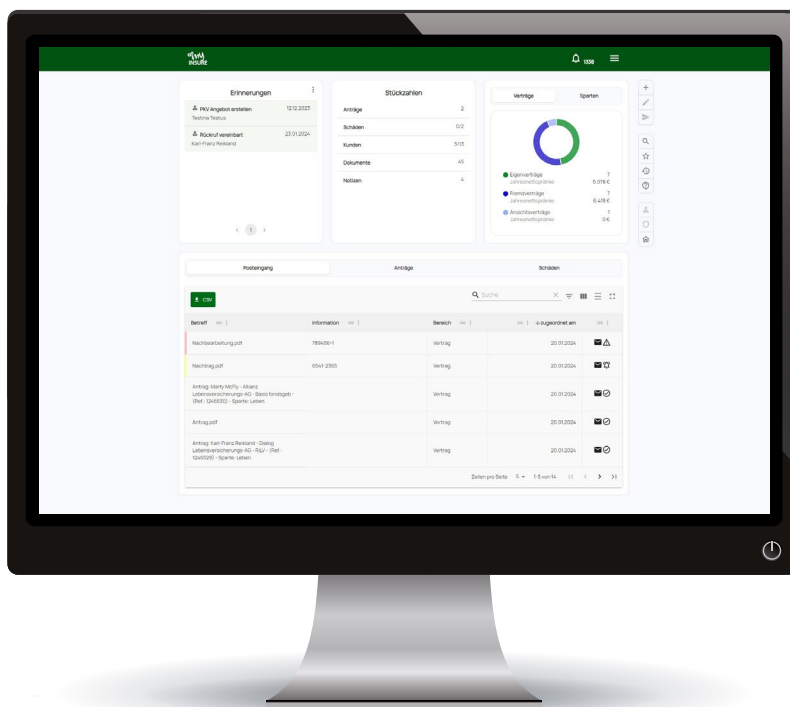 only
INSURE
1338
Erinnerungen
PKV Angebot erstellen 12.12.2023
Testina Testus
Rückruf vereinbart 23.01.2024
Karl-Franz Reikland
1
Stückzahlen
Anträge 2
Schäden 0/2
Kunden 5/13
Dokumente 45
Notizen 4
Verträge Sparten
Eigenverträge 7
Jahresnettoprämie 5.078 €
Fremdverträge 7
Jahresnettoprämie 6.418 €
Ansichtsverträge 1
Jahresnettoprämie 0 €
Posteingang Anträge Schäden
CSV
Suche
Betreff Information Bereich zugeordnet am
Nachbearbeitung.pdf 789456-1 Vertrag 20.01.2024
Nachtrag.pdf 6541-2365 Vertrag 20.01.2024
Antrag: Marty McFly - Allianz
Lebensversicherungs-AG - Basis fondsgeb -
(Ref.: 1246530) - Sparte: Leben
Vertrag 20.01.2024
Antrag.pdf Vertrag 20.01.2024
Antrag: Karl-Franz Reikland - Dialog
Lebensversicherungs-AG - RLV - (Ref.:
1246529) - Sparte: Leben
Vertrag 20.01.2024
Zeilen pro Seite 5 1-5 von 14